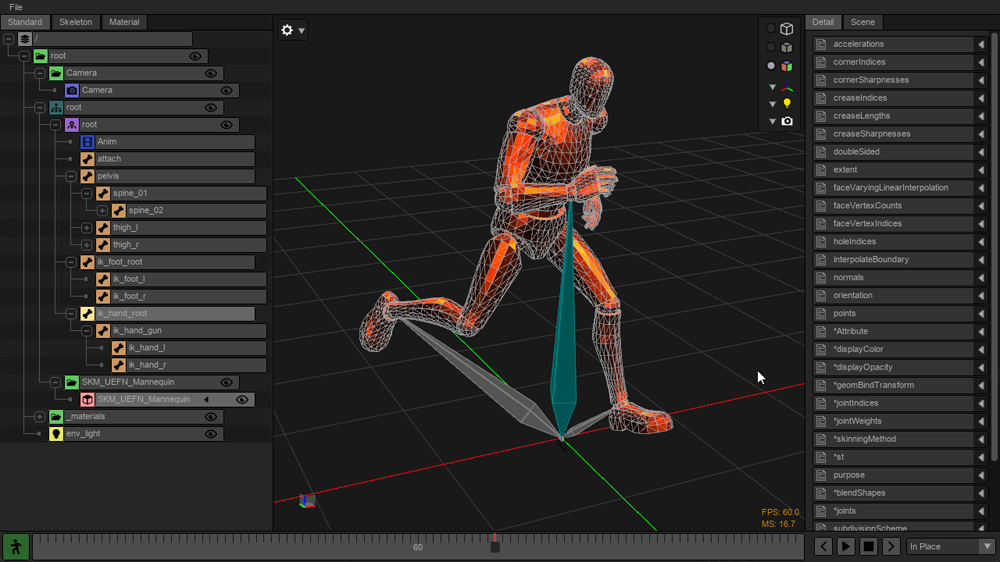 File
Standard Skeleton Material
/
root
Camera
Camera
root
root
Anim
attach
pelvis
spine_01
spine_02
thigh_l
thigh_r
ik_foot_root
ik_foot_l
ik_foot_r
ik_hand_root
ik_hand_gun
ik_hand_l
ik_hand_r
SKM_UEFN_Mannequin
SKM_UEFN_Mannequin
_materials
env_light
FPS: 60.0
MS: 16.7
Detail Scene
accelerations
cornerIndices
cornerSharpnesses
creaseIndices
creaseLengths
creaseSharpnesses
doubleSided
extent
faceVaryingLinearInterpolation
faceVertexCounts
faceVertexIndices
holeIndices
interpolateBoundary
normals
orientation
points
*Attribute
*displayColor
*displayOpacity
*geomBindTransform
*jointIndices
*jointWeights
*skinningMethod
*st
purpose
*blendShapes
*joints
subdivisionScheme
60
In Place